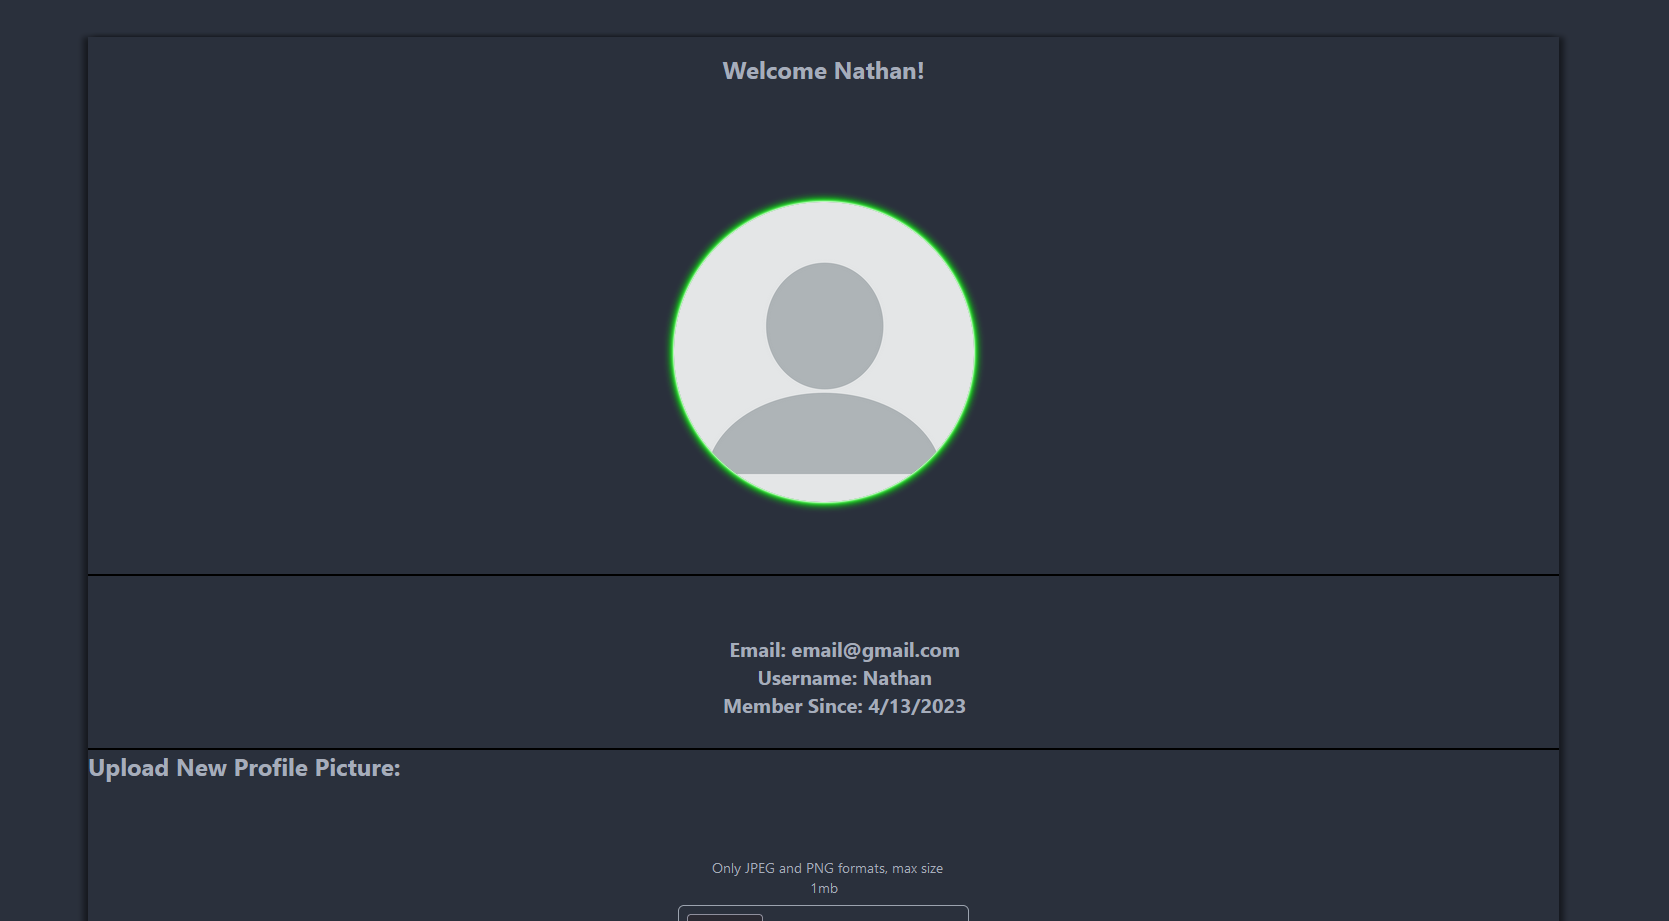 Welcome Nathan!
Email: email@gmail.com
Username: Nathan
Member Since: 4/13/2023
Upload New Profile Picture:
Only JPEG and PNG formats, max size
1mb